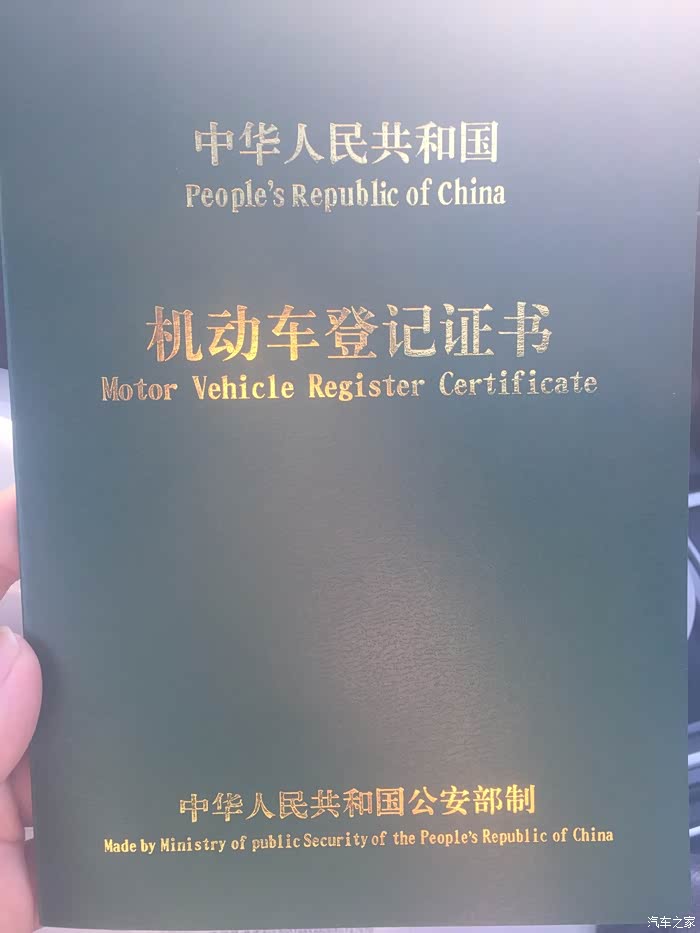 中华人民共和国
People's Republic of China
机动车登记证书
Motor Vehicle Register Certificate
中华人民共和国公安部制
Made by Ministry of public Security of the People's Republic of China
汽车之家